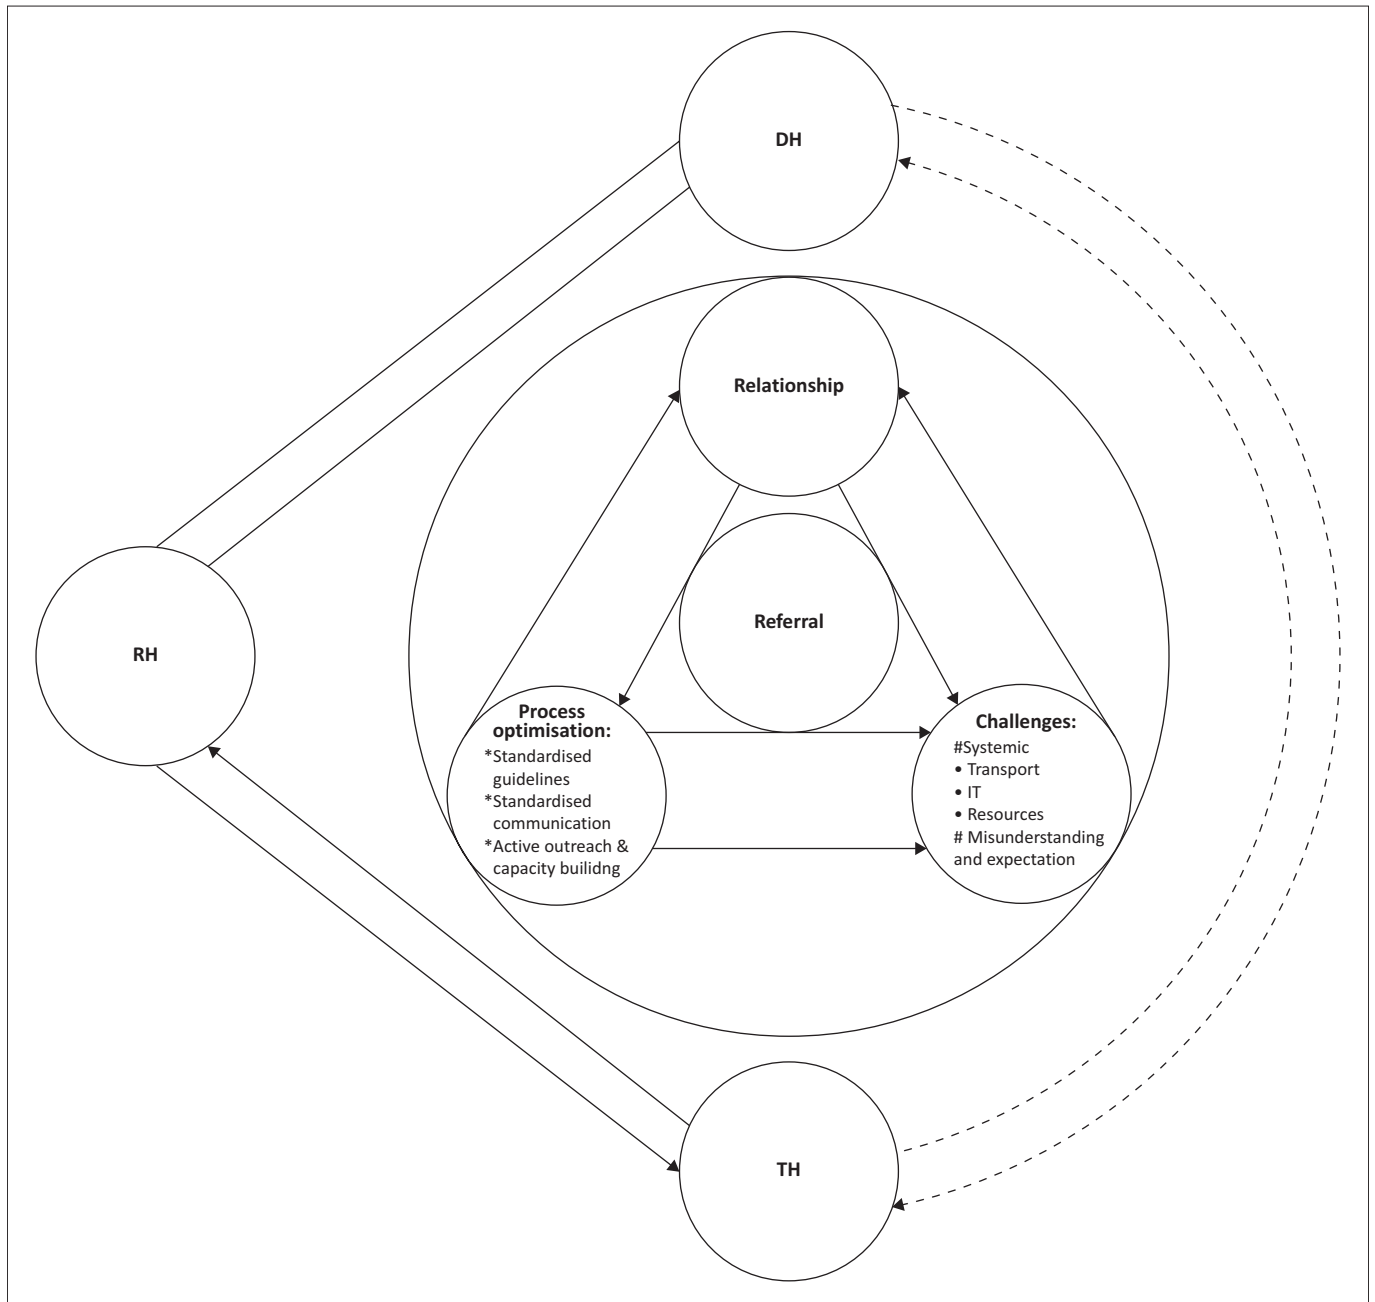 DH
Relationship
Referral
RH
Process
optimisation:
*Standardised
guidelines
*Standardised
communication
*Active outreach &
capacity builidng
Challenges:
#Systemic
• Transport
• IT
• Resources
# Misunderstanding
and expectation
TH